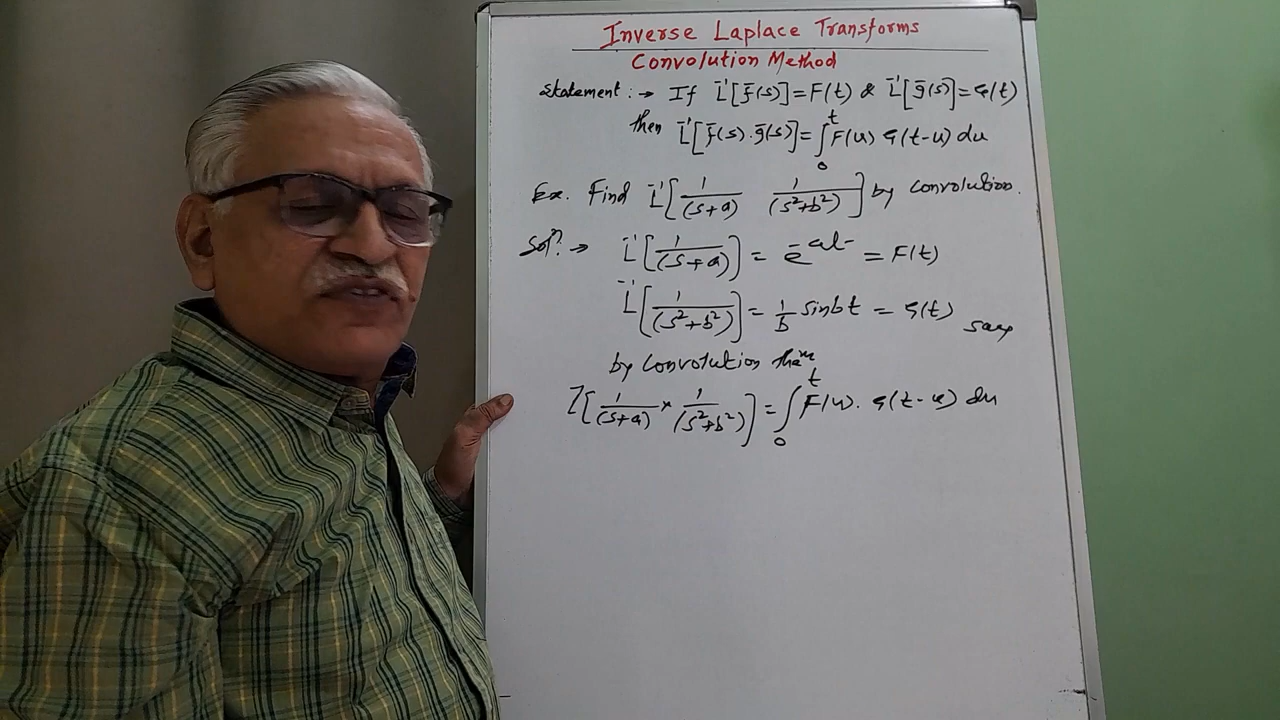 Inverse Laplace Transforms
Convolution Method
Statement :→ If L⁻¹[f̄(s)] = F(t) & L⁻¹[ḡ(s)] = G(t)
then L⁻¹[f̄(s) . ḡ(s)] = ∫₀ᵗ F(u) G(t-u) du
Ex. Find L⁻¹[1/(s+a) 1/(s²+b²)] by convolution.
Solⁿ. → L⁻¹[1/(s+a)] = e⁻ᵃᵗ = F(t)
L⁻¹[1/(s²+b²)] = 1/b sinbt = G(t) say
by convolution theᵐ
L⁻¹[1/(s+a) × 1/(s²+b²)] = ∫₀ᵗ F(u) . G(t-u) du